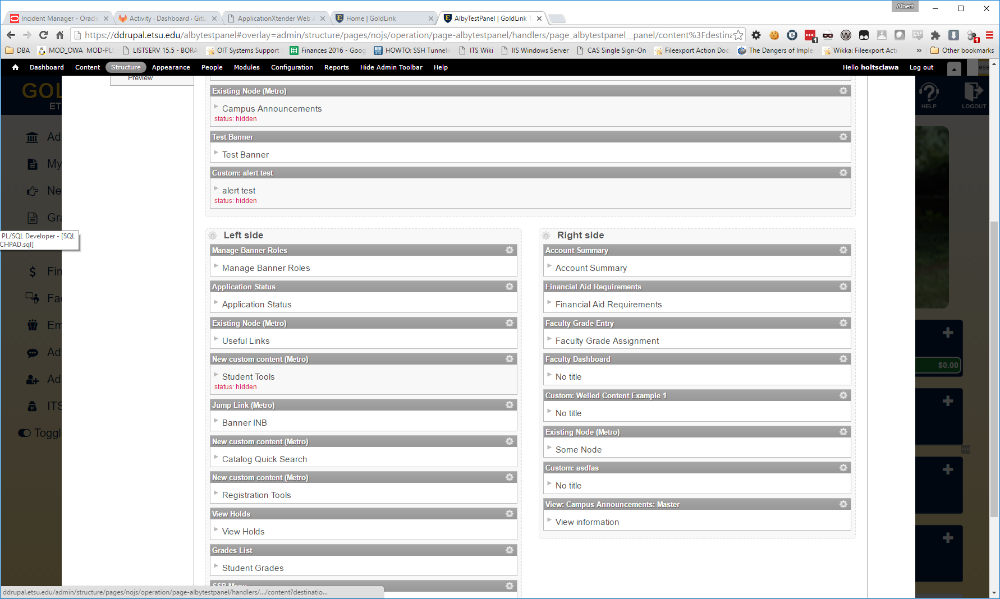 Albert
Incident Manager - Oracle
Activity · Dashboard · GitL
ApplicationXtender Web A
Home | GoldLink
AlbyTestPanel | GoldLink T
https://ddrupal.etsu.edu/albytestpanel#overlay=admin/structure/pages/nojs/operation/page-albytestpanel/handlers/page_albytestpanel__panel/content%3Fdestina
DBA
MOD_OWA MOD-PLS
LISTSERV 15.5 - BORA
OIT Systems Support
Finances 2016 - Goog
HOWTO: SSH Tunneli
ITS Wiki
IIS Windows Server
CAS Single Sign-On
Fileexport Action Doc
The Dangers of Imple
Wikka: Fileexport Acti
Other bookmarks
Dashboard Content Structure Appearance People Modules Configuration Reports Hide Admin Toolbar Help
Hello holtsclawa Log out
Preview
GOL
ET
HELP
LOGOUT
Existing Node (Metro)
Campus Announcements
status: hidden
Test Banner
Test Banner
Custom: alert test
alert test
status: hidden
Ad
My
Ne
Gra
PL/SQL Developer - [SQL
CHPAD.sql]
Fin
Fac
Em
Ad
Ad
ITS
Toggl
Left side
Manage Banner Roles
Manage Banner Roles
Application Status
Application Status
Existing Node (Metro)
Useful Links
New custom content (Metro)
Student Tools
status: hidden
Jump Link (Metro)
Banner INB
New custom content (Metro)
Catalog Quick Search
New custom content (Metro)
Registration Tools
View Holds
View Holds
Grades List
Student Grades
SSB Menu
Right side
Account Summary
Account Summary
Financial Aid Requirements
Financial Aid Requirements
Faculty Grade Entry
Faculty Grade Assignment
Faculty Dashboard
No title
Custom: Welled Content Example 1
No title
Existing Node (Metro)
Some Node
Custom: asdfas
No title
View: Campus Announcements: Master
View information
$0.00
ddrupal.etsu.edu/admin/structure/pages/nojs/operation/page-albytestpanel/handlers/.../content?destinatio...